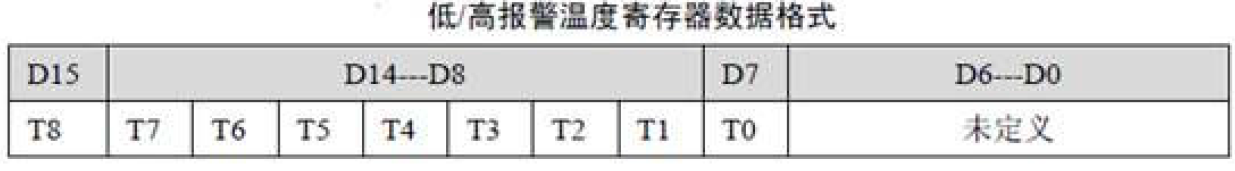 低/高报警温度寄存器数据格式
D15 D14---D8 D7 D6---D0
T8 T7 T6 T5 T4 T3 T2 T1 T0 未定义